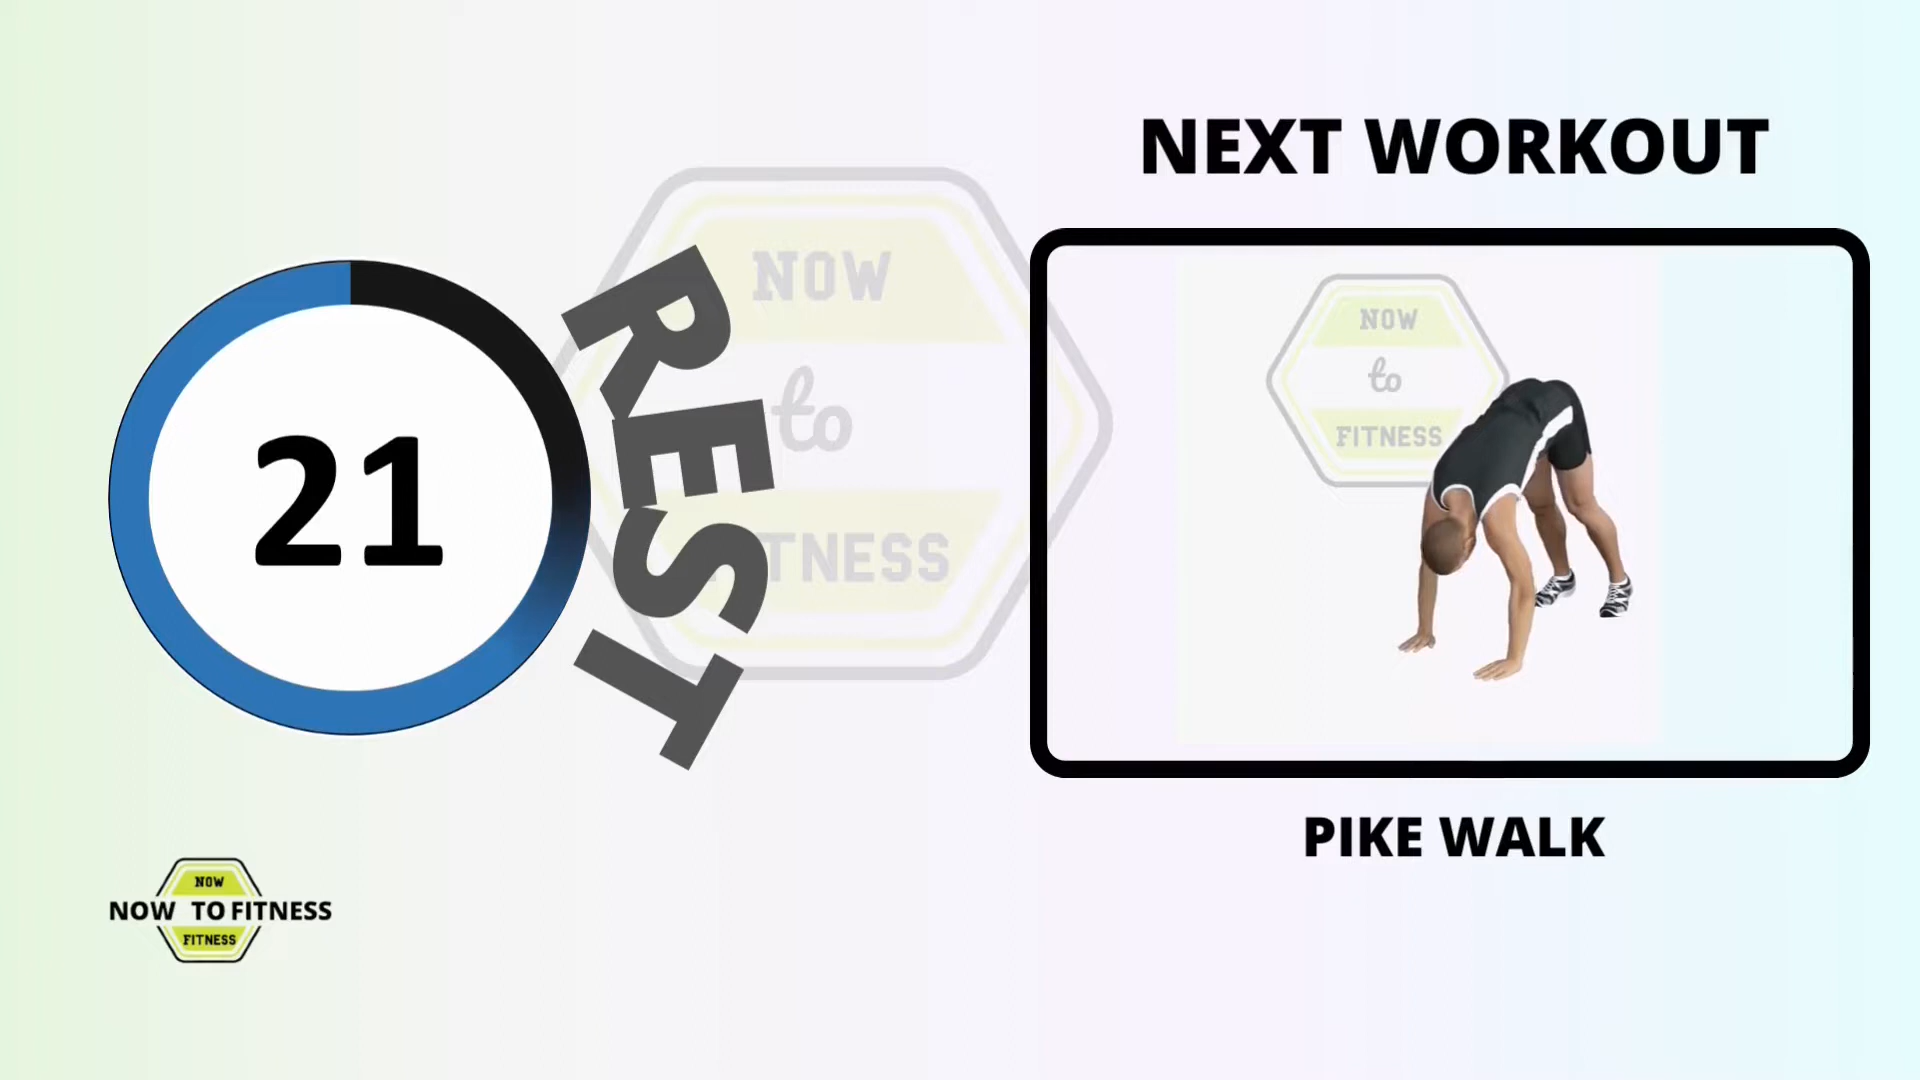 NEXT WORKOUT
21
REST
NOW
to
FITNESS
NOW
to
FITNESS
PIKE WALK
NOW
NOW TO FITNESS
FITNESS